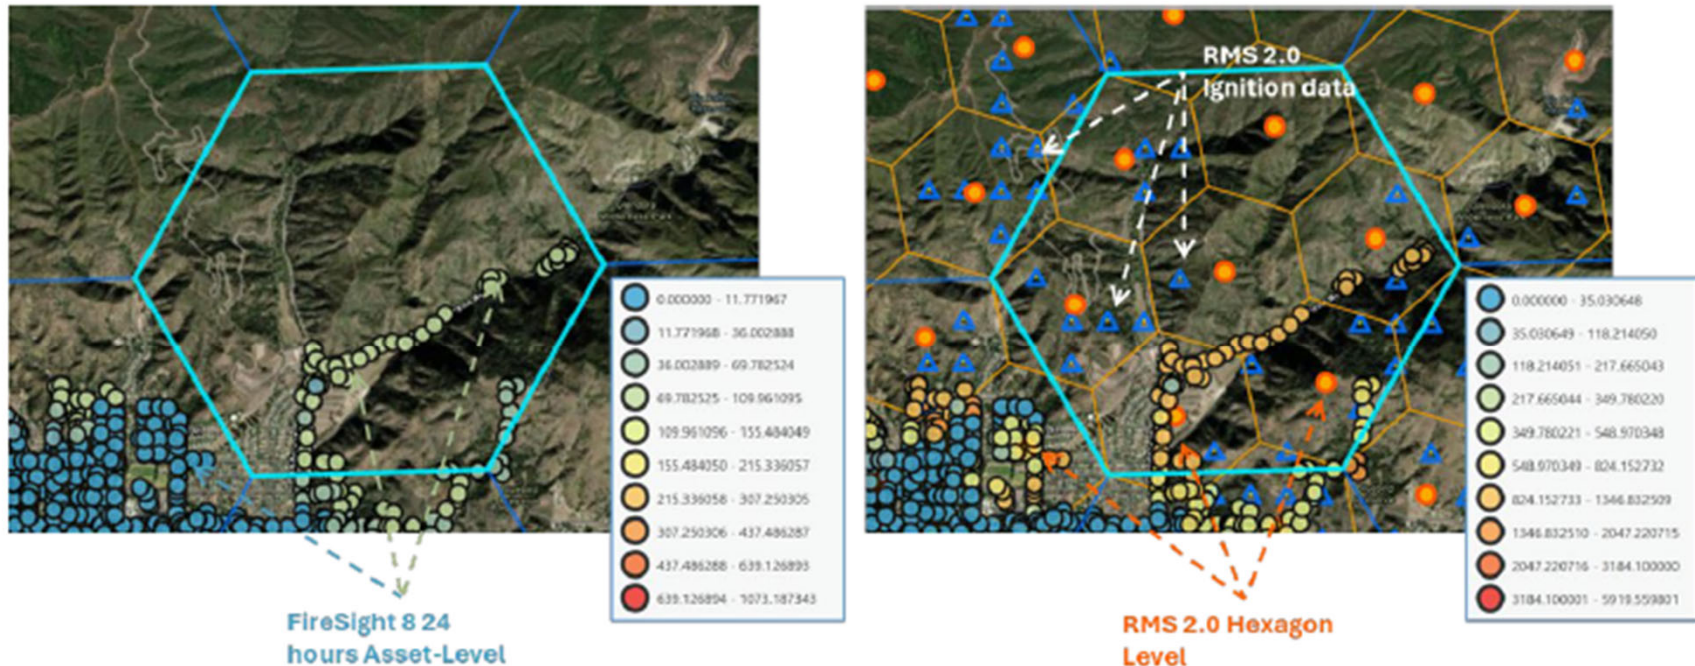 RMS 2.0
Ignition data
0.000000 - 11.771967
11.771968 - 36.002888
36.002889 - 69.782524
69.782525 - 109.961095
109.961096 - 155.484049
155.484050 - 215.336057
215.336058 - 307.250305
307.250306 - 437.486287
437.486288 - 639.126893
639.126894 - 1073.187343
0.000000 - 35.030648
35.030649 - 118.214050
118.214051 - 217.665043
217.665044 - 349.780220
349.780221 - 548.970348
548.970349 - 824.152732
824.152733 - 1346.832509
1346.832510 - 2047.220715
2047.220716 - 3184.100000
3184.100001 - 5919.559801
FireSight 8 24
hours Asset-Level
RMS 2.0 Hexagon
Level